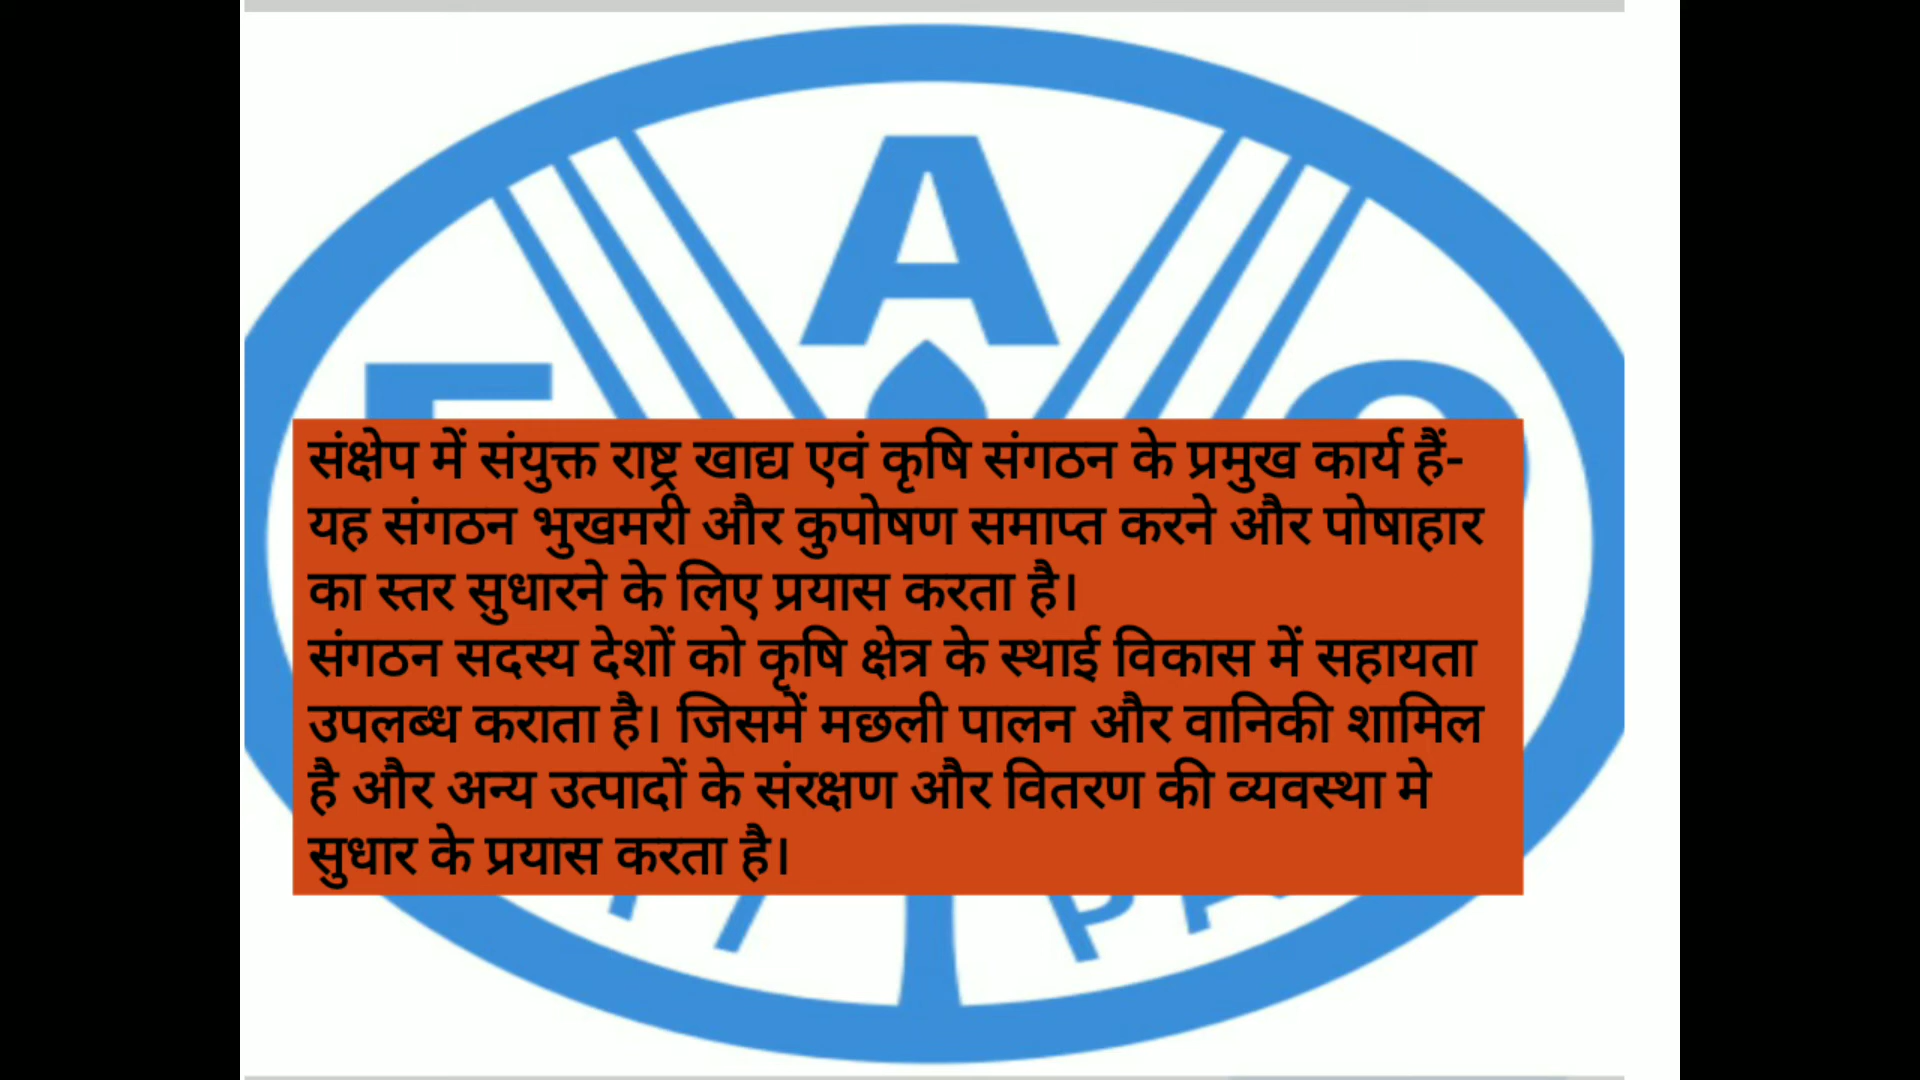 A
F
O
संक्षेप में संयुक्त राष्ट्र खाद्य एवं कृषि संगठन के प्रमुख कार्य हैं-
यह संगठन भुखमरी और कुपोषण समाप्त करने और पोषाहार
का स्तर सुधारने के लिए प्रयास करता है।
संगठन सदस्य देशों को कृषि क्षेत्र के स्थाई विकास में सहायता
उपलब्ध कराता है। जिसमें मछली पालन और वानिकी शामिल
है और अन्य उत्पादों के संरक्षण और वितरण की व्यवस्था मे
सुधार के प्रयास करता है।